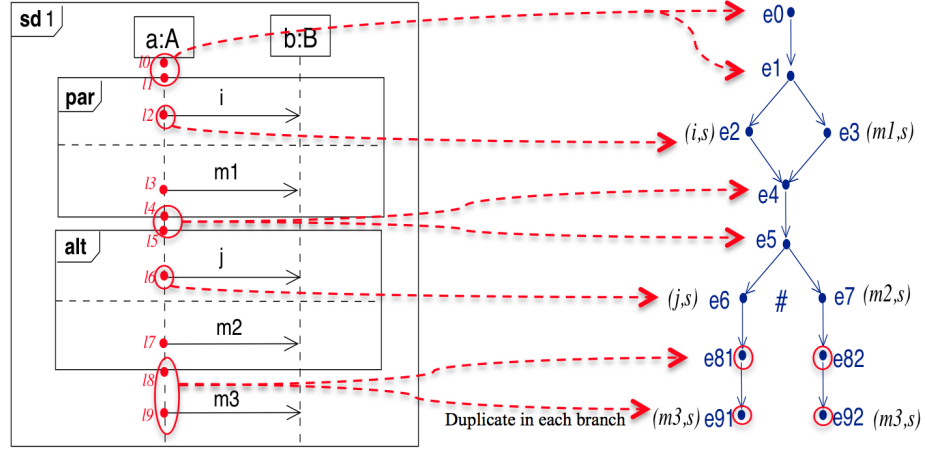 sd 1
a:A b:B
l0
l1
par
i
l2
m1
l3
l4
l5
alt
j
l6
m2
l7
l8
m3
l9
Duplicate in each branch
e0
e1
(i,s) e2 e3 (m1,s)
e4
e5
(j,s) e6 # e7 (m2,s)
e81 e82
(m3,s) e91 e92 (m3,s)